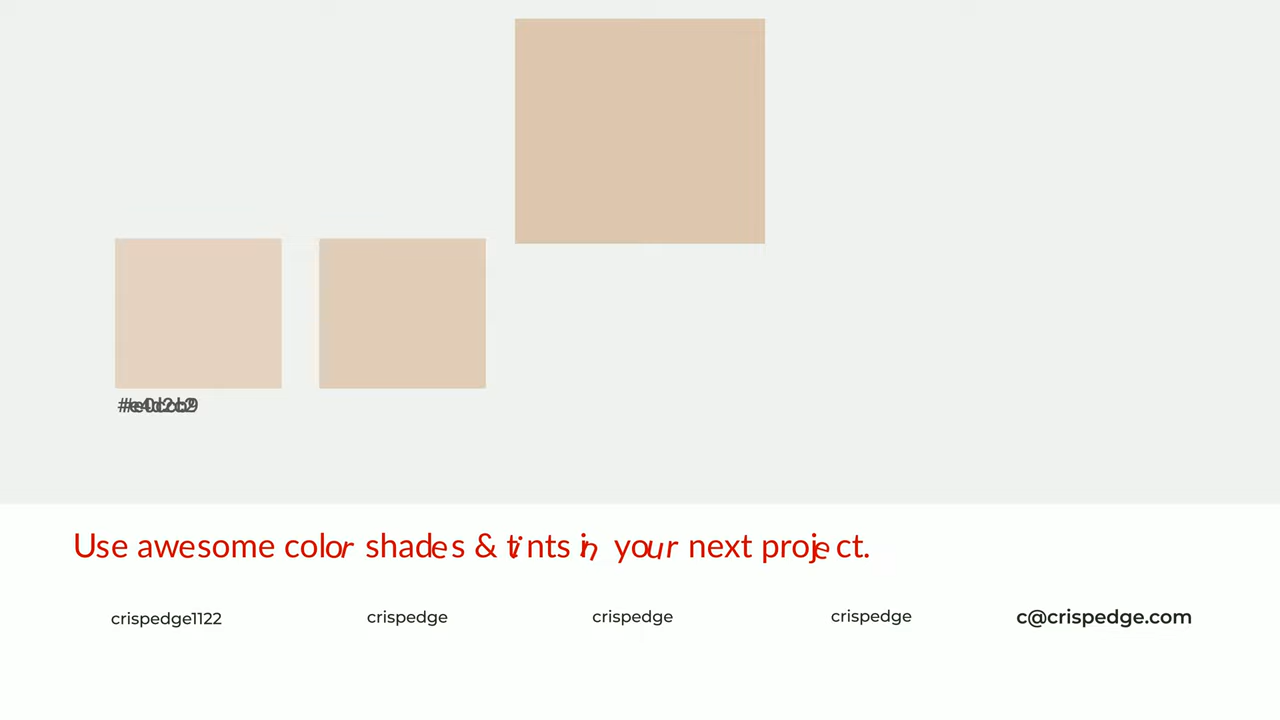 Use awesome color shades & tints in your next project.
crispedge1122 crispedge crispedge crispedge c@crispedge.com